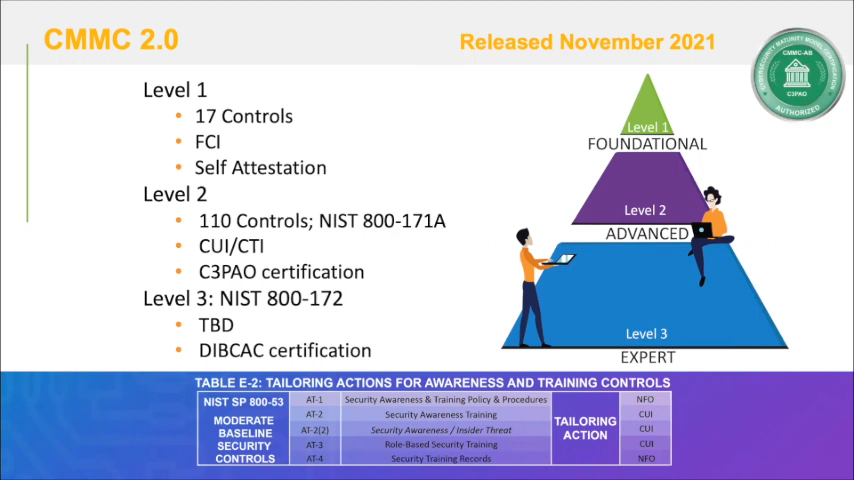 CMMC 2.0
Released November 2021
CYBERSECURITY MATURITY MODEL CERTIFICATION
CMMC-AB
C3PAO
AUTHORIZED
Level 1
• 17 Controls
• FCI
• Self Attestation
Level 2
• 110 Controls; NIST 800-171A
• CUI/CTI
• C3PAO certification
Level 3: NIST 800-172
• TBD
• DIBCAC certification
Level 1
FOUNDATIONAL
Level 2
ADVANCED
Level 3
EXPERT
TABLE E-2: TAILORING ACTIONS FOR AWARENESS AND TRAINING CONTROLS
NIST SP 800-53
MODERATE
BASELINE
SECURITY
CONTROLS
AT-1 Security Awareness & Training Policy & Procedures
AT-2 Security Awareness Training
AT-2(2) Security Awareness / Insider Threat
AT-3 Role-Based Security Training
AT-4 Security Training Records
TAILORING
ACTION
NFO
CUI
CUI
CUI
NFO